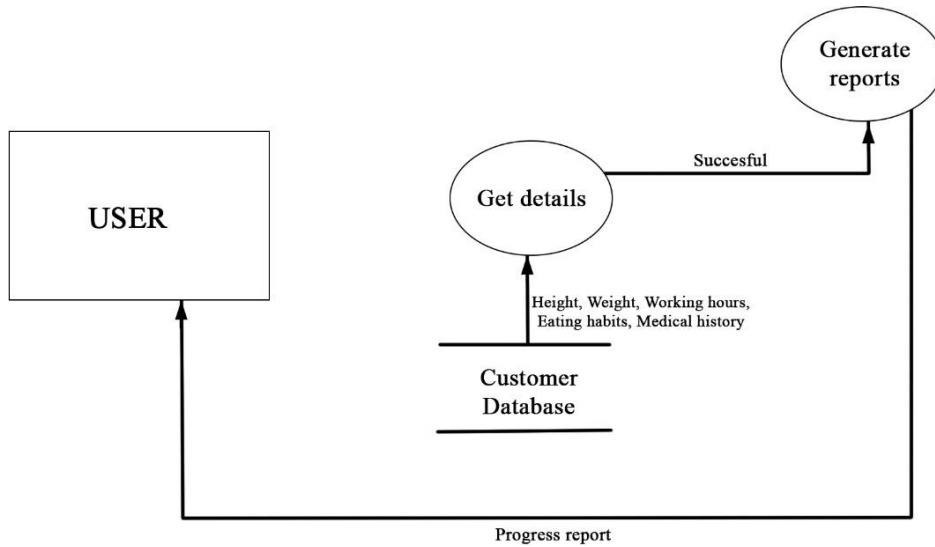 Generate
reports
Succesful
USER
Get details
Height, Weight, Working hours,
Eating habits, Medical history
Customer
Database
Progress report